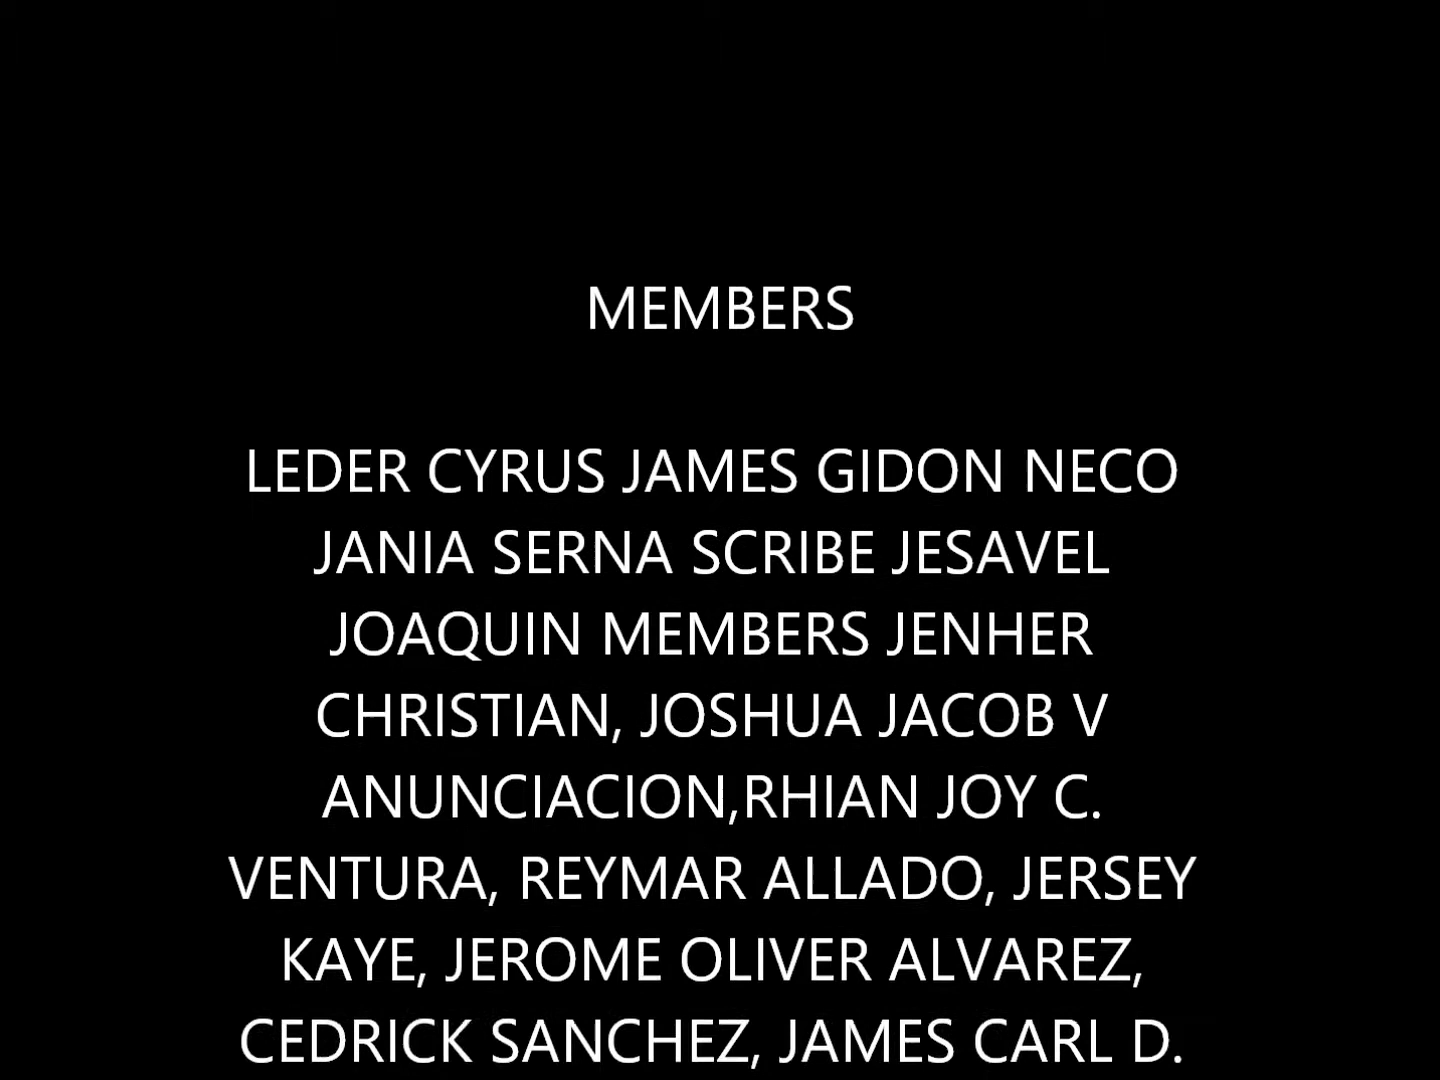 MEMBERS
LEDER CYRUS JAMES GIDON NECO
JANIA SERNA SCRIBE JESAVEL
JOAQUIN MEMBERS JENHER
CHRISTIAN, JOSHUA JACOB V
ANUNCIACION,RHIAN JOY C.
VENTURA, REYMAR ALLADO, JERSEY
KAYE, JEROME OLIVER ALVAREZ,
CEDRICK SANCHEZ, JAMES CARL D.